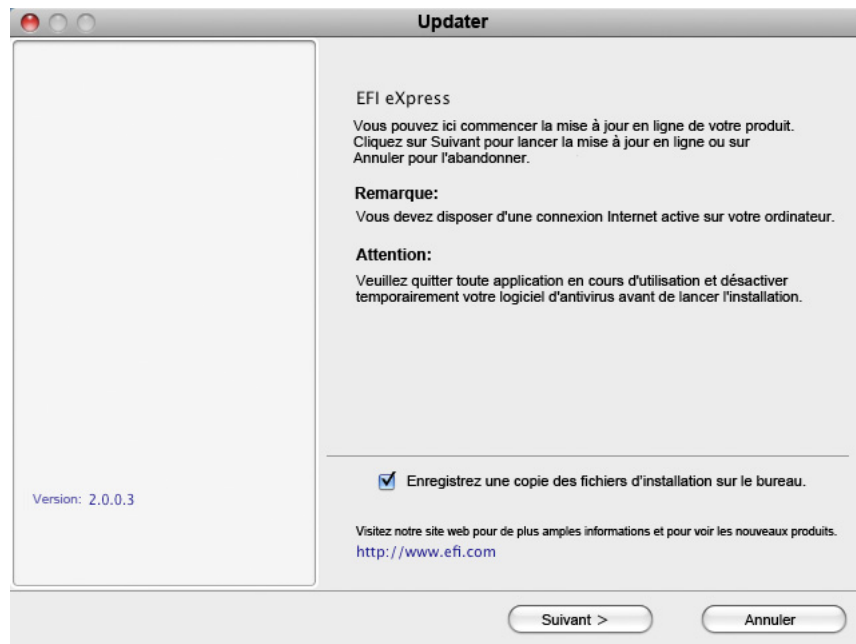 Updater
EFI eXpress
Vous pouvez ici commencer la mise à jour en ligne de votre produit.
Cliquez sur Suivant pour lancer la mise à jour en ligne ou sur
Annuler pour l'abandonner.
Remarque:
Vous devez disposer d'une connexion Internet active sur votre ordinateur.
Attention:
Veuillez quitter toute application en cours d'utilisation et désactiver
temporairement votre logiciel d'antivirus avant de lancer l'installation.
Enregistrez une copie des fichiers d'installation sur le bureau.
Version: 2.0.0.3
Visitez notre site web pour de plus amples informations et pour voir les nouveaux produits.
http://www.efi.com
Suivant >
Annuler